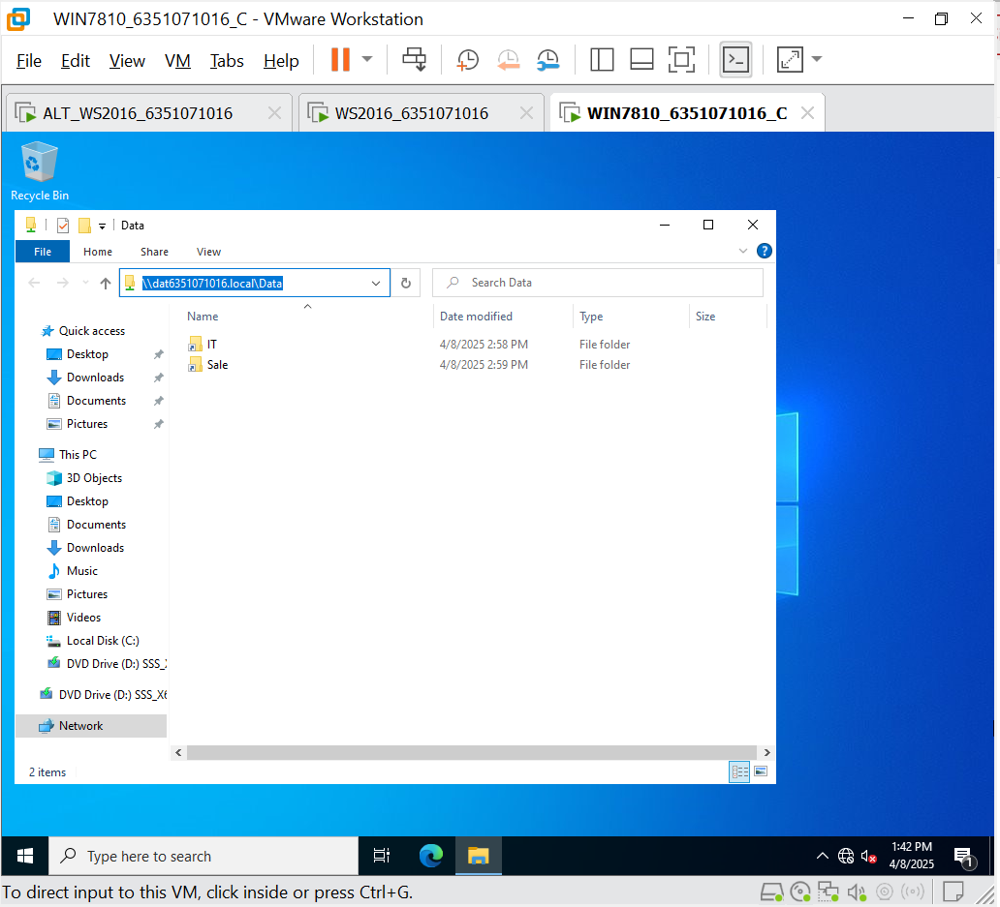 WIN7810_6351071016_C - VMware Workstation
File Edit View VM Tabs Help
ALT_WS2016_6351071016 WS2016_6351071016 WIN7810_6351071016_C
Recycle Bin
Data
File Home Share View
\\dat6351071016.local\Data Search Data
Name Date modified Type Size
IT 4/8/2025 2:58 PM File folder
Sale 4/8/2025 2:59 PM File folder
Quick access
Desktop
Downloads
Documents
Pictures
This PC
3D Objects
Desktop
Documents
Downloads
Music
Pictures
Videos
Local Disk (C:)
DVD Drive (D:) SSS_
DVD Drive (D:) SSS_X6
Network
2 items
Type here to search
1:42 PM
4/8/2025
1
To direct input to this VM, click inside or press Ctrl+G.